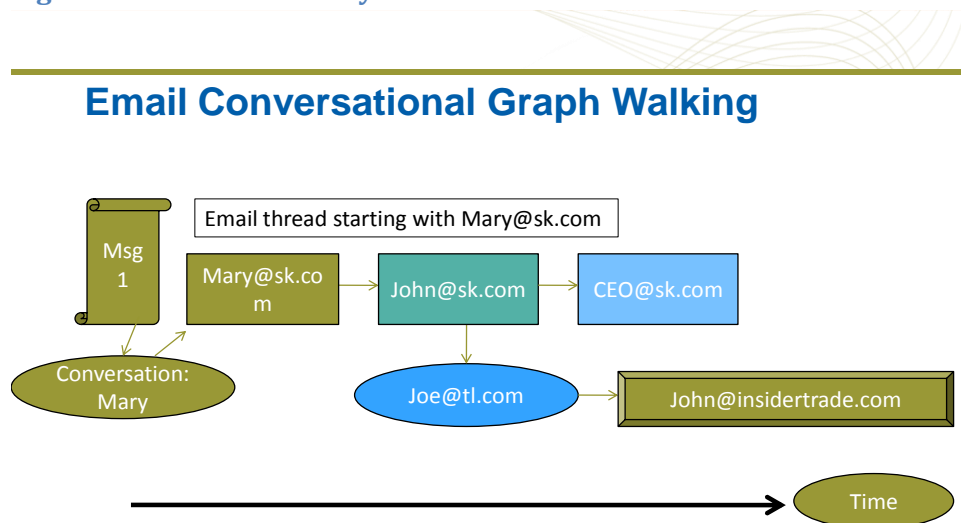 Email Conversational Graph Walking
Email thread starting with Mary@sk.com
Msg
1
Mary@sk.co
m
John@sk.com
CEO@sk.com
Conversation:
Mary
Joe@tl.com
John@insidertrade.com
Time